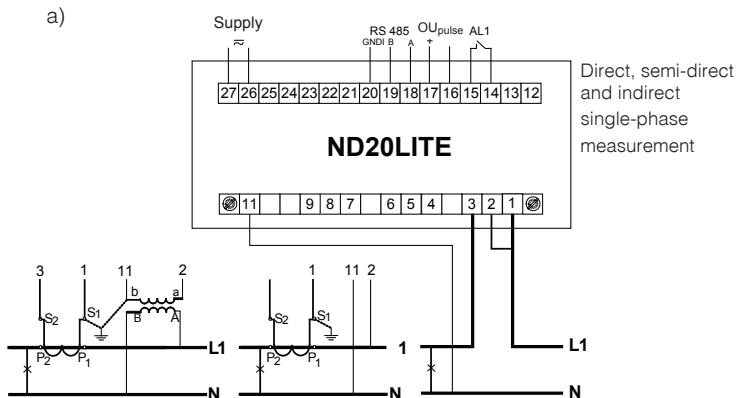 a)
Supply
RS 485 OUpulse AL1
GNDI B A +
27 26 25 24 23 22 21 20 19 18 17 16 15 14 13 12
Direct, semi-direct
and indirect
single-phase
measurement
ND20LITE
11 9 8 7 6 5 4 3 2 1
3 1 11 2 1 11 2
b a
S2 S1 B A S2 S1
P2 P1 L1 P2 P1 1 L1
N N N